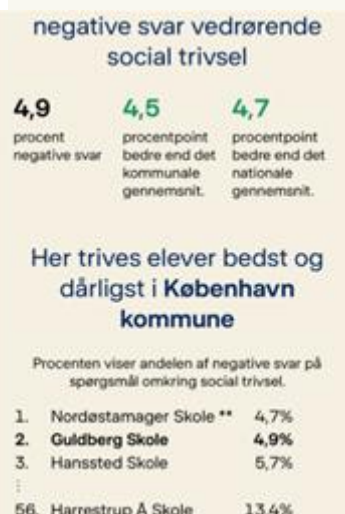 negative svar vedrørende
social trivsel
4,9 4,5 4,7
procent procentpoint procentpoint
negative svar bedre end det bedre end det
kommunale nationale
gennemsnit. gennemsnit.
Her trives elever bedst og
dårligst i København
kommune
Procenten viser andelen af negative svar på
spørgsmål omkring social trivsel.
1. Nordøstamager Skole ** 4,7%
2. Guldberg Skole 4,9%
3. Hanssted Skole 5,7%
⋮
56. Harrestrup Å Skole 13,4%